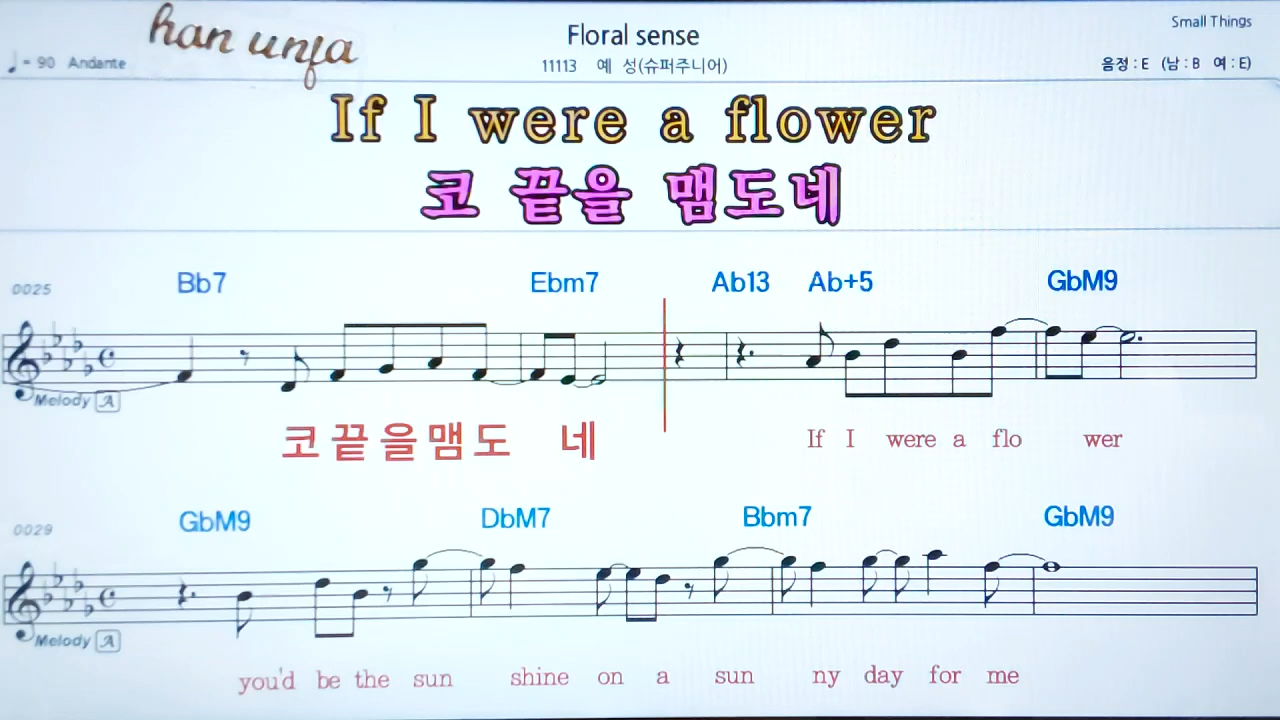 han unja
Floral sense
Small Things
♩= 90 Andante
11113 예 성(슈퍼주니어)
음정 : E (남 : B 여 : E)
If I were a flower
코 끝을 맴도네
0025 Bb7 Ebm7 Ab13 Ab+5 GbM9
Melody A
코 끝 을 맴 도 네 If I were a flo wer
0029 GbM9 DbM7 Bbm7 GbM9
Melody A
you'd be the sun shine on a sun ny day for me